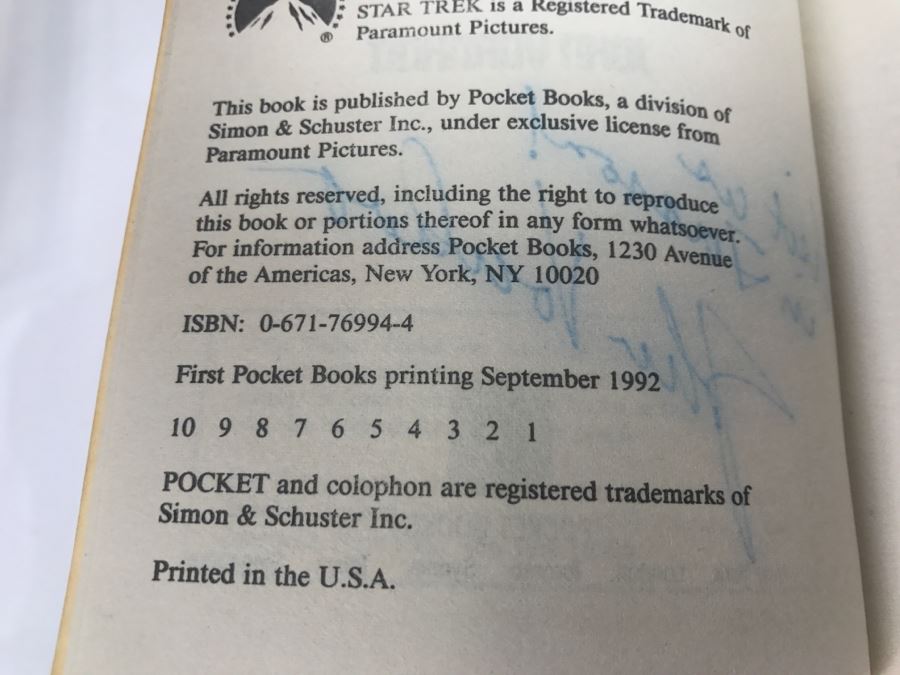 ®
STAR TREK is a Registered Trademark of
Paramount Pictures.
This book is published by Pocket Books, a division of
Simon & Schuster Inc., under exclusive license from
Paramount Pictures.
All rights reserved, including the right to reproduce
this book or portions thereof in any form whatsoever.
For information address Pocket Books, 1230 Avenue
of the Americas, New York, NY 10020
ISBN: 0-671-76994-4
First Pocket Books printing September 1992
10 9 8 7 6 5 4 3 2 1
POCKET and colophon are registered trademarks of
Simon & Schuster Inc.
Printed in the U.S.A.